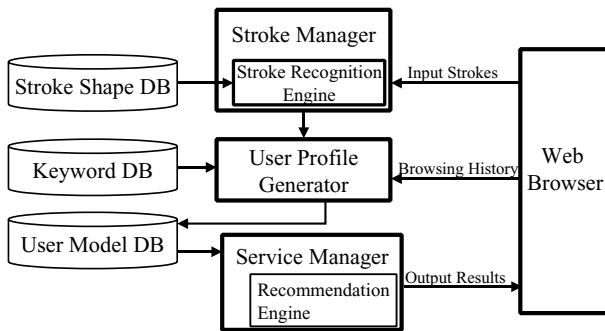 Stroke Manager
Stroke Shape DB
Stroke Recognition
Engine
Input Strokes
Keyword DB
User Profile
Generator
Browsing History
Web
Browser
User Model DB
Service Manager
Recommendation
Engine
Output Results